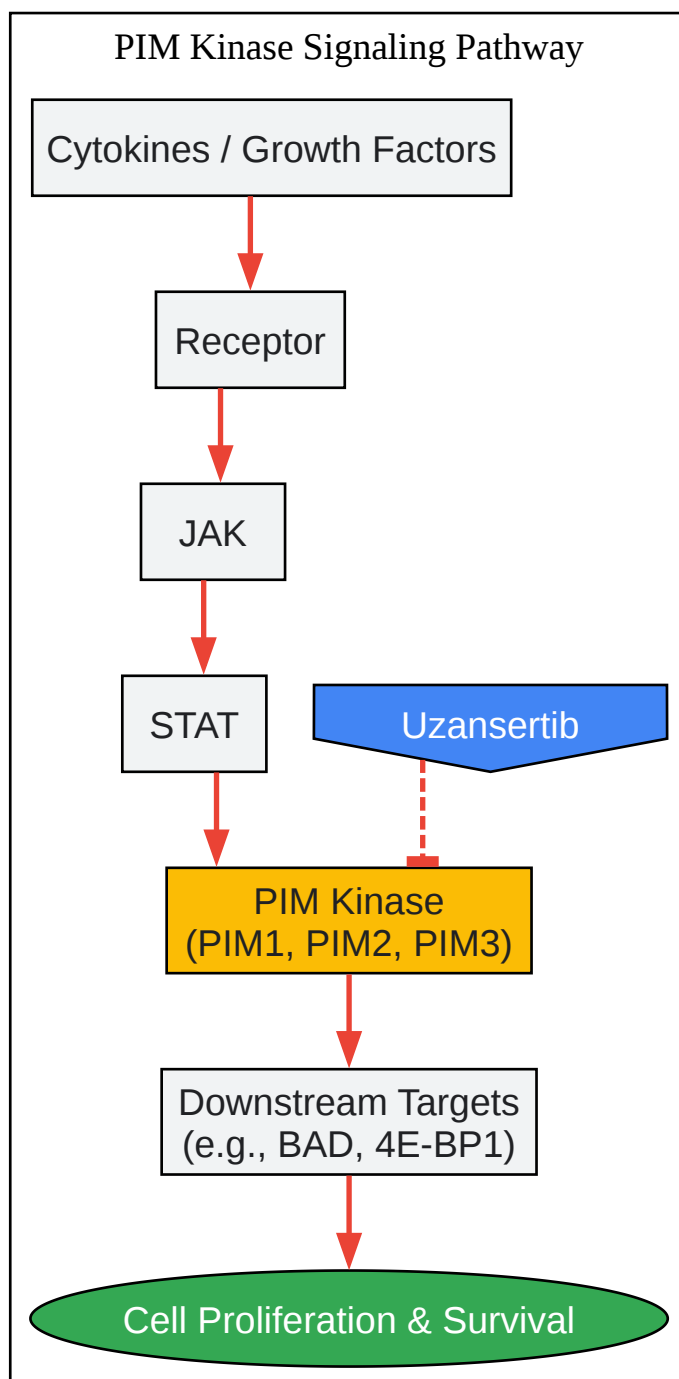 PIM Kinase Signaling Pathway
Cytokines / Growth Factors
Receptor
JAK
STAT
Uzansertib
PIM Kinase
(PIM1, PIM2, PIM3)
Downstream Targets
(e.g., BAD, 4E-BP1)
Cell Proliferation & Survival